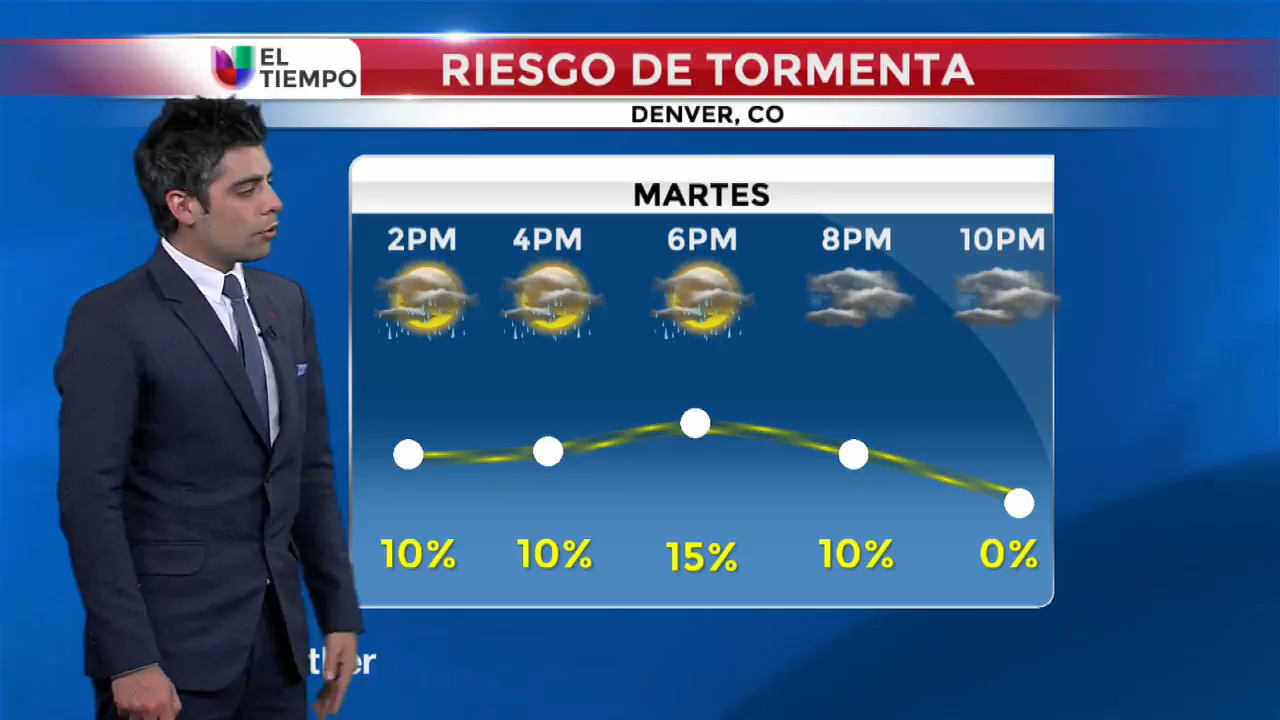 EL
TIEMPO
RIESGO DE TORMENTA
DENVER, CO
MARTES
2PM 4PM 6PM 8PM 10PM
10% 10% 15% 10% 0%